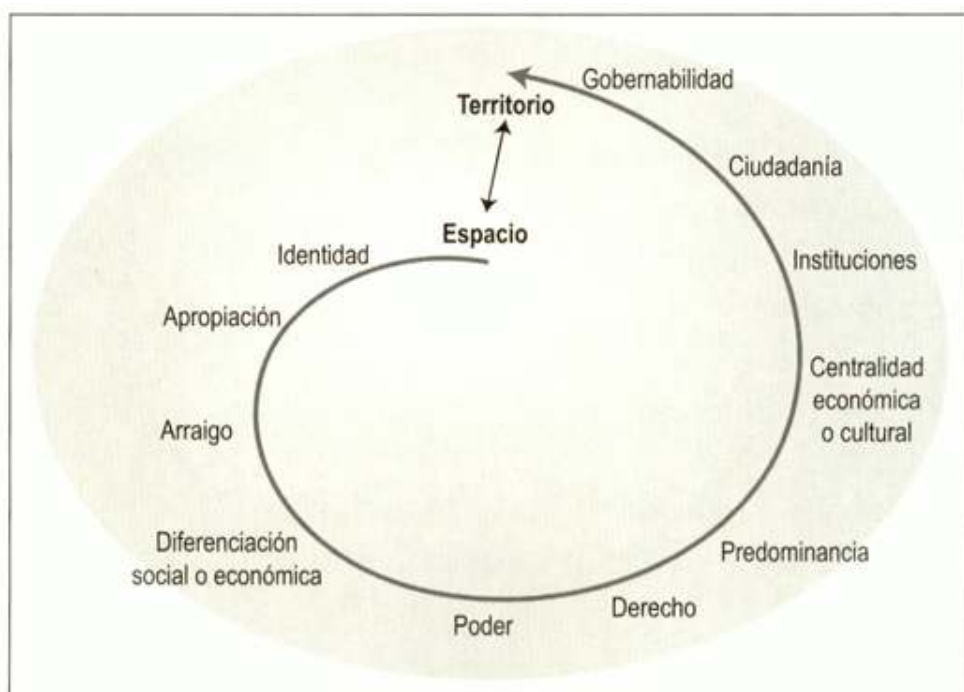 Gobernabilidad
Territorio
Ciudadanía
Espacio
Identidad
Instituciones
Apropiación
Centralidad
económica
o cultural
Arraigo
Diferenciación
social o económica
Predominancia
Derecho
Poder